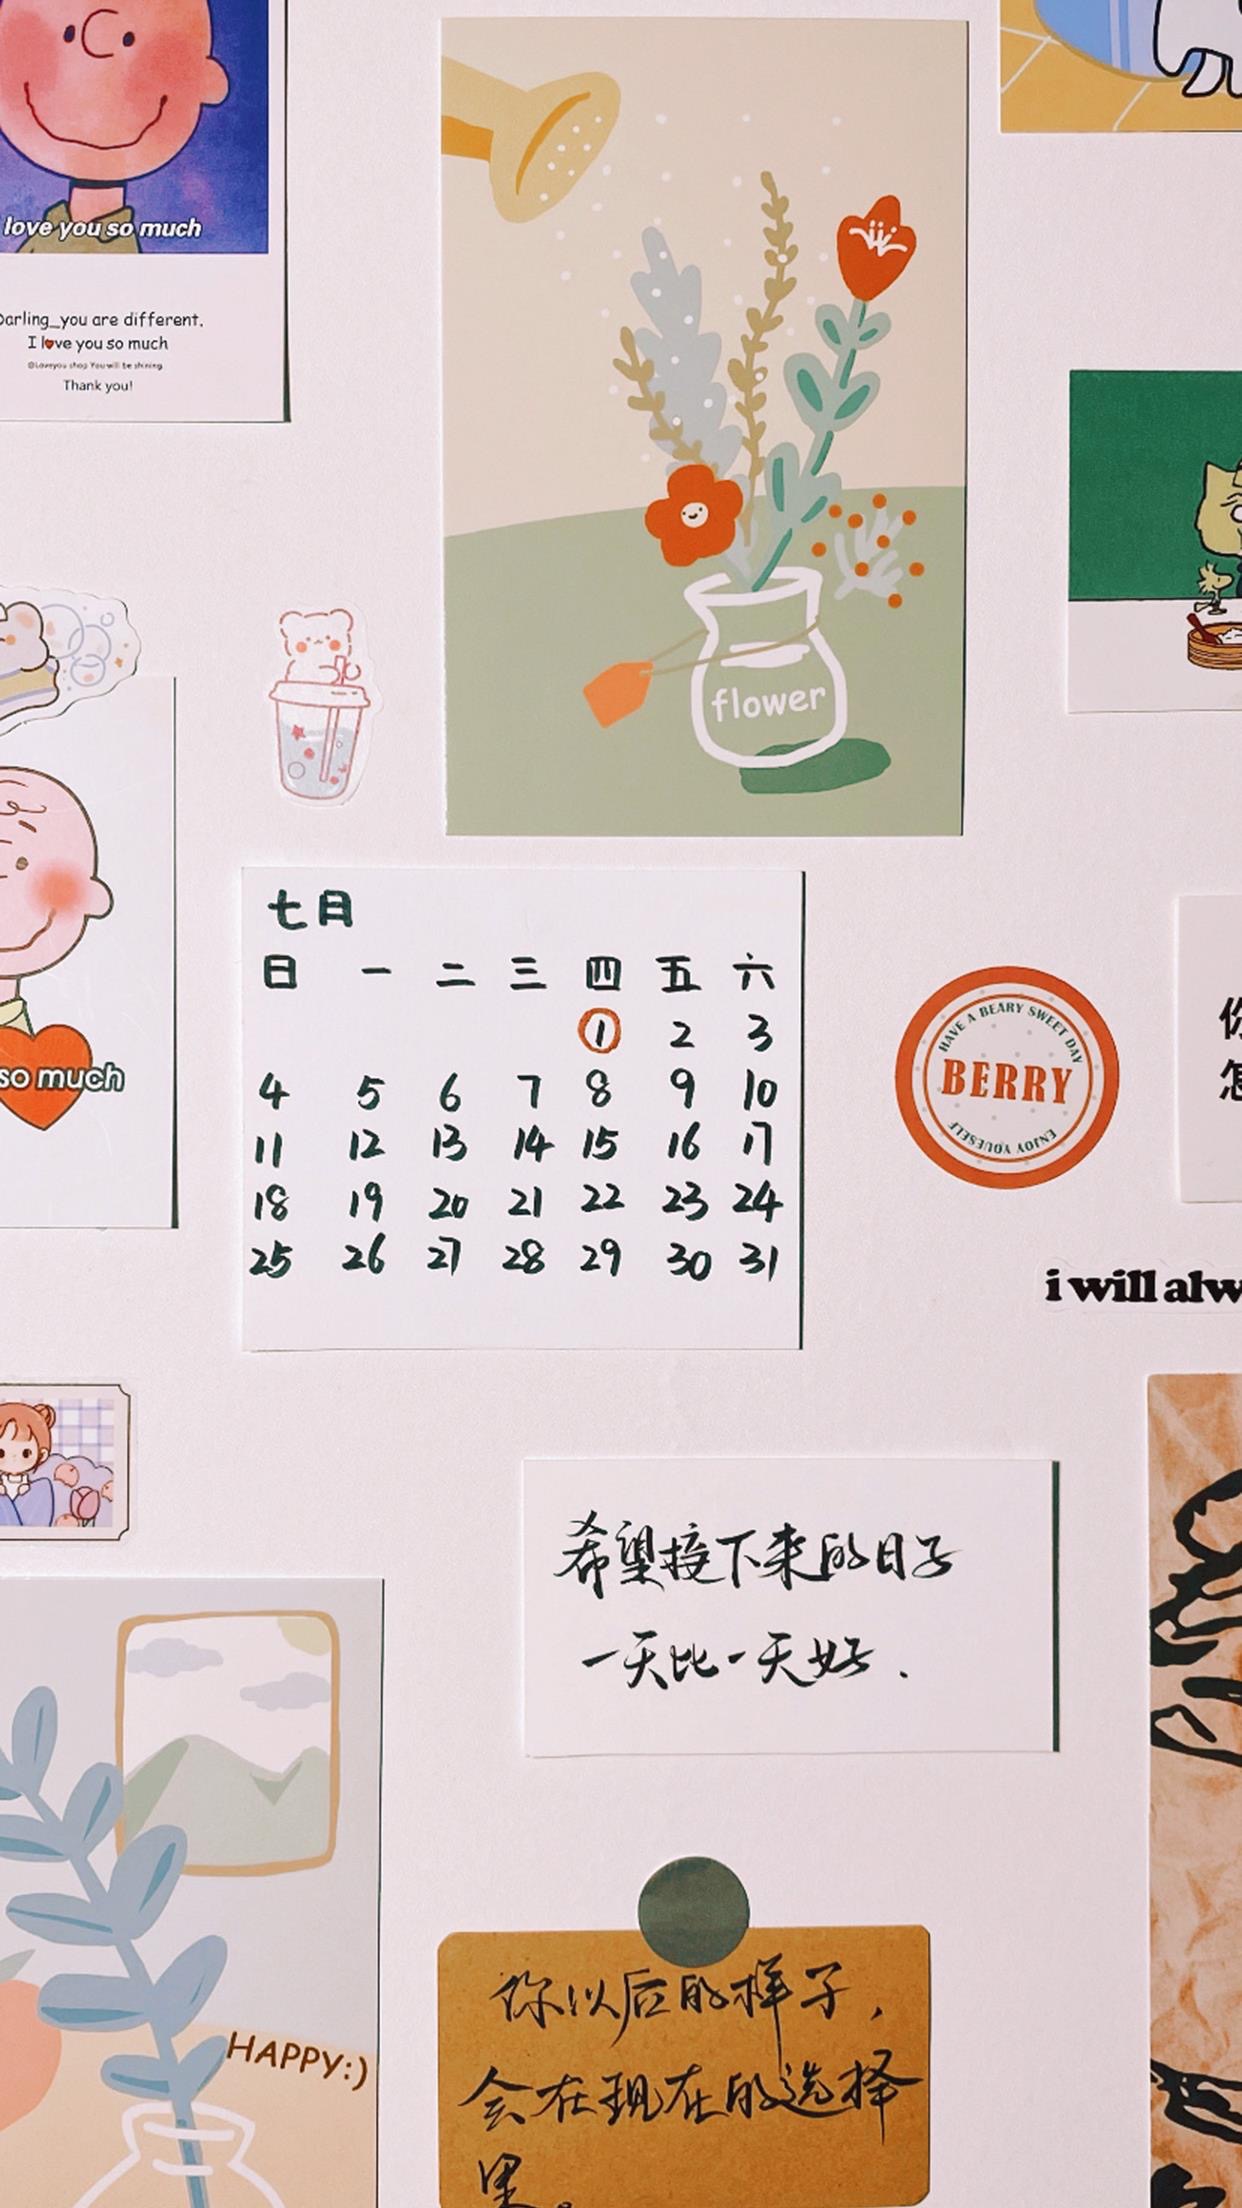 love you so much
Darling_you are different.
I love you so much
@Loveyou shop You will be shining.
Thank you!
flower
so much
七月
日 一 二 三 四 五 六
1 2 3
4 5 6 7 8 9 10
11 12 13 14 15 16 17
18 19 20 21 22 23 24
25 26 27 28 29 30 31
HAVE A BEARY SWEET DAY
BERRY
ENJOY YOUESELF
你
怎
i will alw
希望接下来的日子
一天比一天好.
HAPPY:)
你以后的样子,
会在现在的选择
里。